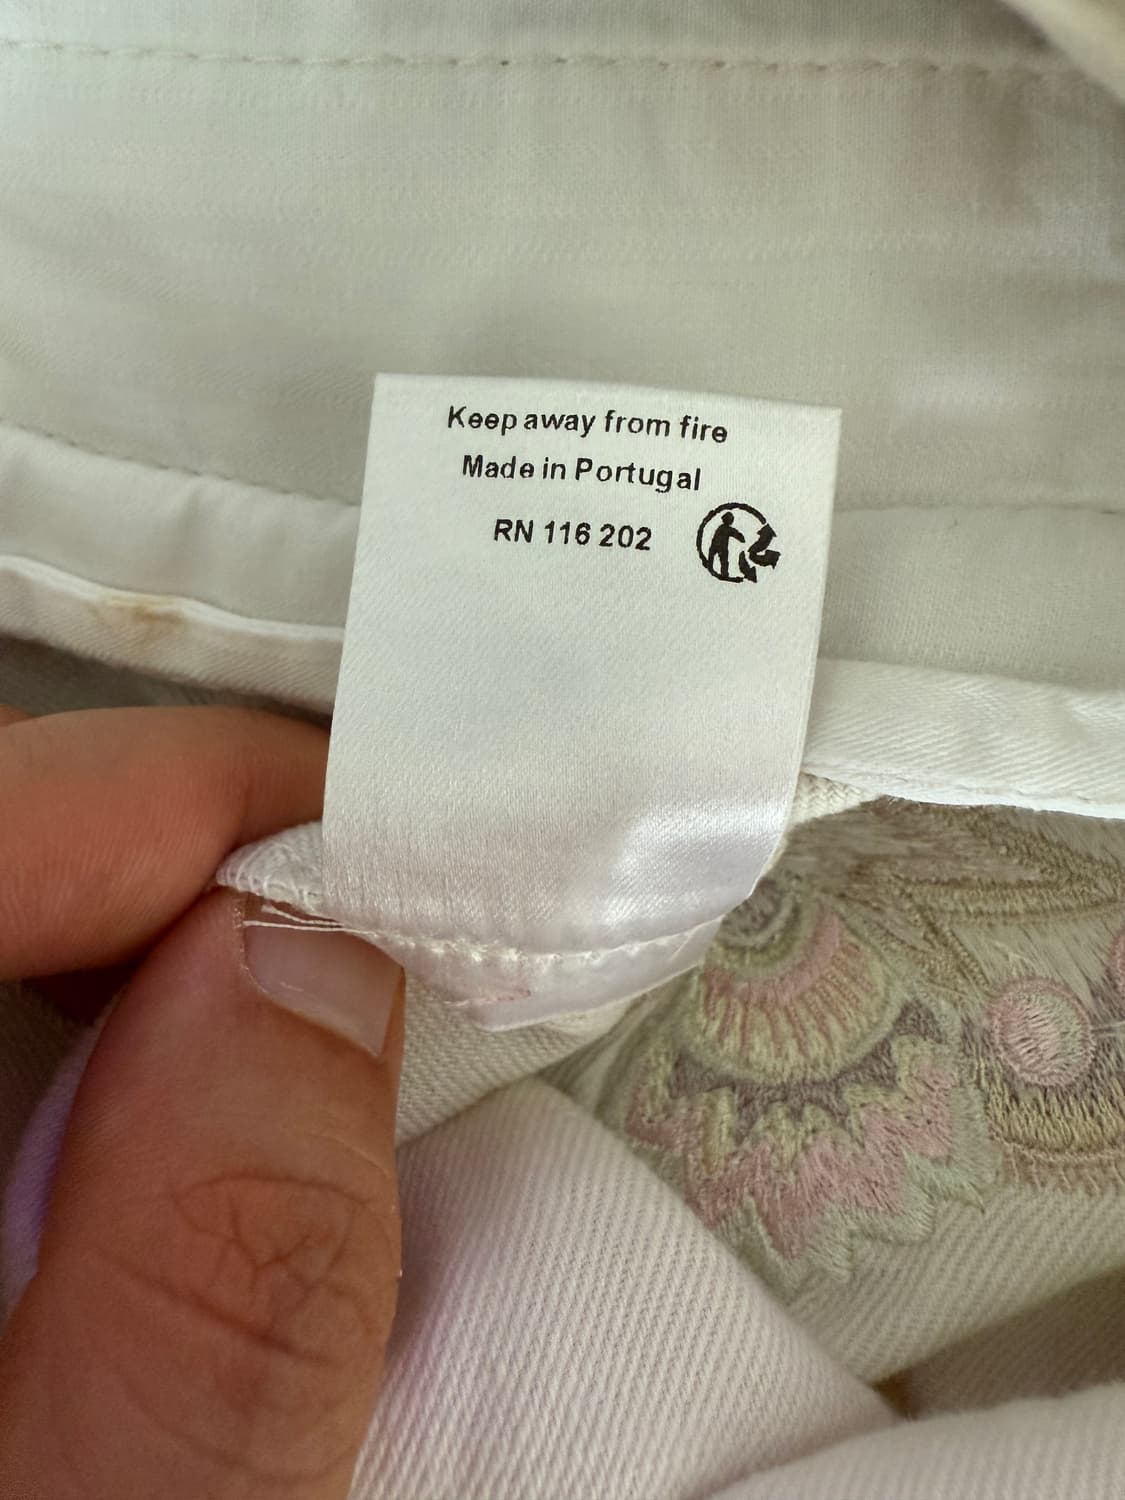 Keep away from fire
Made in Portugal
RN 116 202